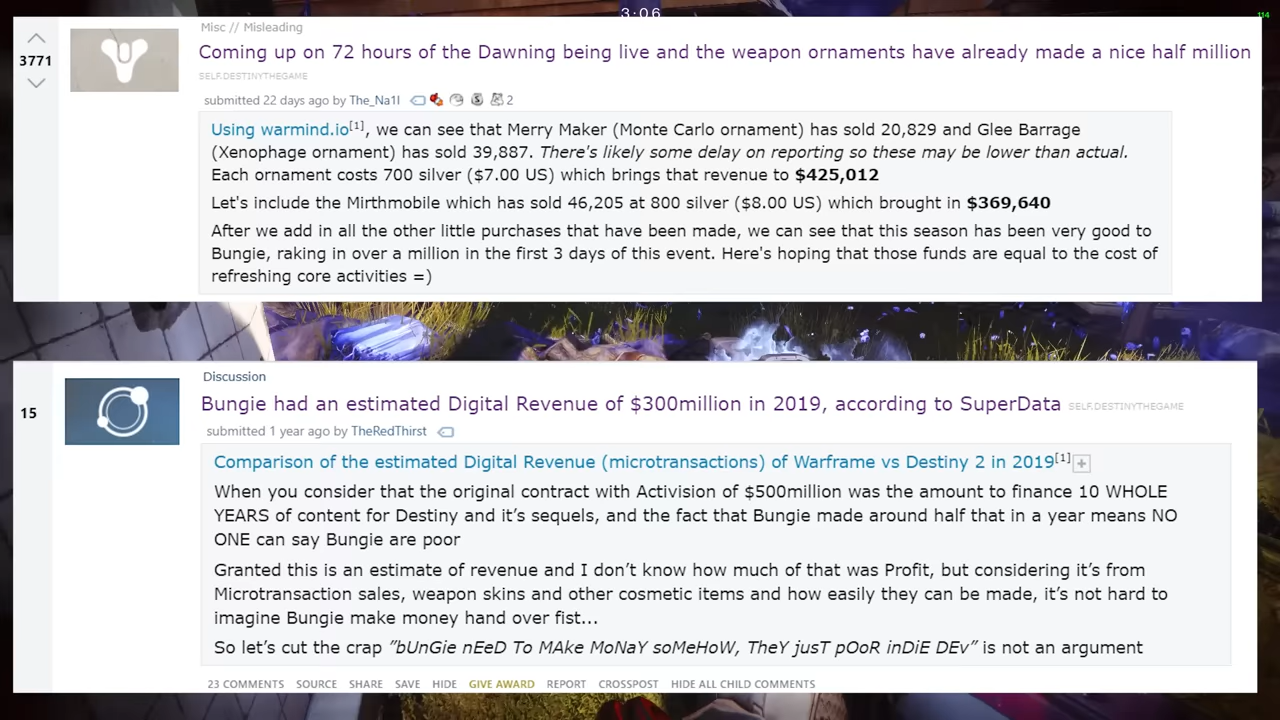 3:06
114
Misc // Misleading
3771
Coming up on 72 hours of the Dawning being live and the weapon ornaments have already made a nice half million
SELF.DESTINYTHEGAME
submitted 22 days ago by The_Na1l 2
Using warmind.io[1], we can see that Merry Maker (Monte Carlo ornament) has sold 20,829 and Glee Barrage
(Xenophage ornament) has sold 39,887. There's likely some delay on reporting so these may be lower than actual.
Each ornament costs 700 silver ($7.00 US) which brings that revenue to $425,012
Let's include the Mirthmobile which has sold 46,205 at 800 silver ($8.00 US) which brought in $369,640
After we add in all the other little purchases that have been made, we can see that this season has been very good to
Bungie, raking in over a million in the first 3 days of this event. Here's hoping that those funds are equal to the cost of
refreshing core activities =)
Discussion
15
Bungie had an estimated Digital Revenue of $300million in 2019, according to SuperData SELF.DESTINYTHEGAME
submitted 1 year ago by TheRedThirst
Comparison of the estimated Digital Revenue (microtransactions) of Warframe vs Destiny 2 in 2019[1]
When you consider that the original contract with Activision of $500million was the amount to finance 10 WHOLE
YEARS of content for Destiny and it's sequels, and the fact that Bungie made around half that in a year means NO
ONE can say Bungie are poor
Granted this is an estimate of revenue and I don't know how much of that was Profit, but considering it's from
Microtransaction sales, weapon skins and other cosmetic items and how easily they can be made, it's not hard to
imagine Bungie make money hand over fist...
So let's cut the crap "bUnGie nEeD To MAke MoNaY soMeHoW, TheY jusT pOoR inDiE DEv" is not an argument
23 COMMENTS SOURCE SHARE SAVE HIDE GIVE AWARD REPORT CROSSPOST HIDE ALL CHILD COMMENTS